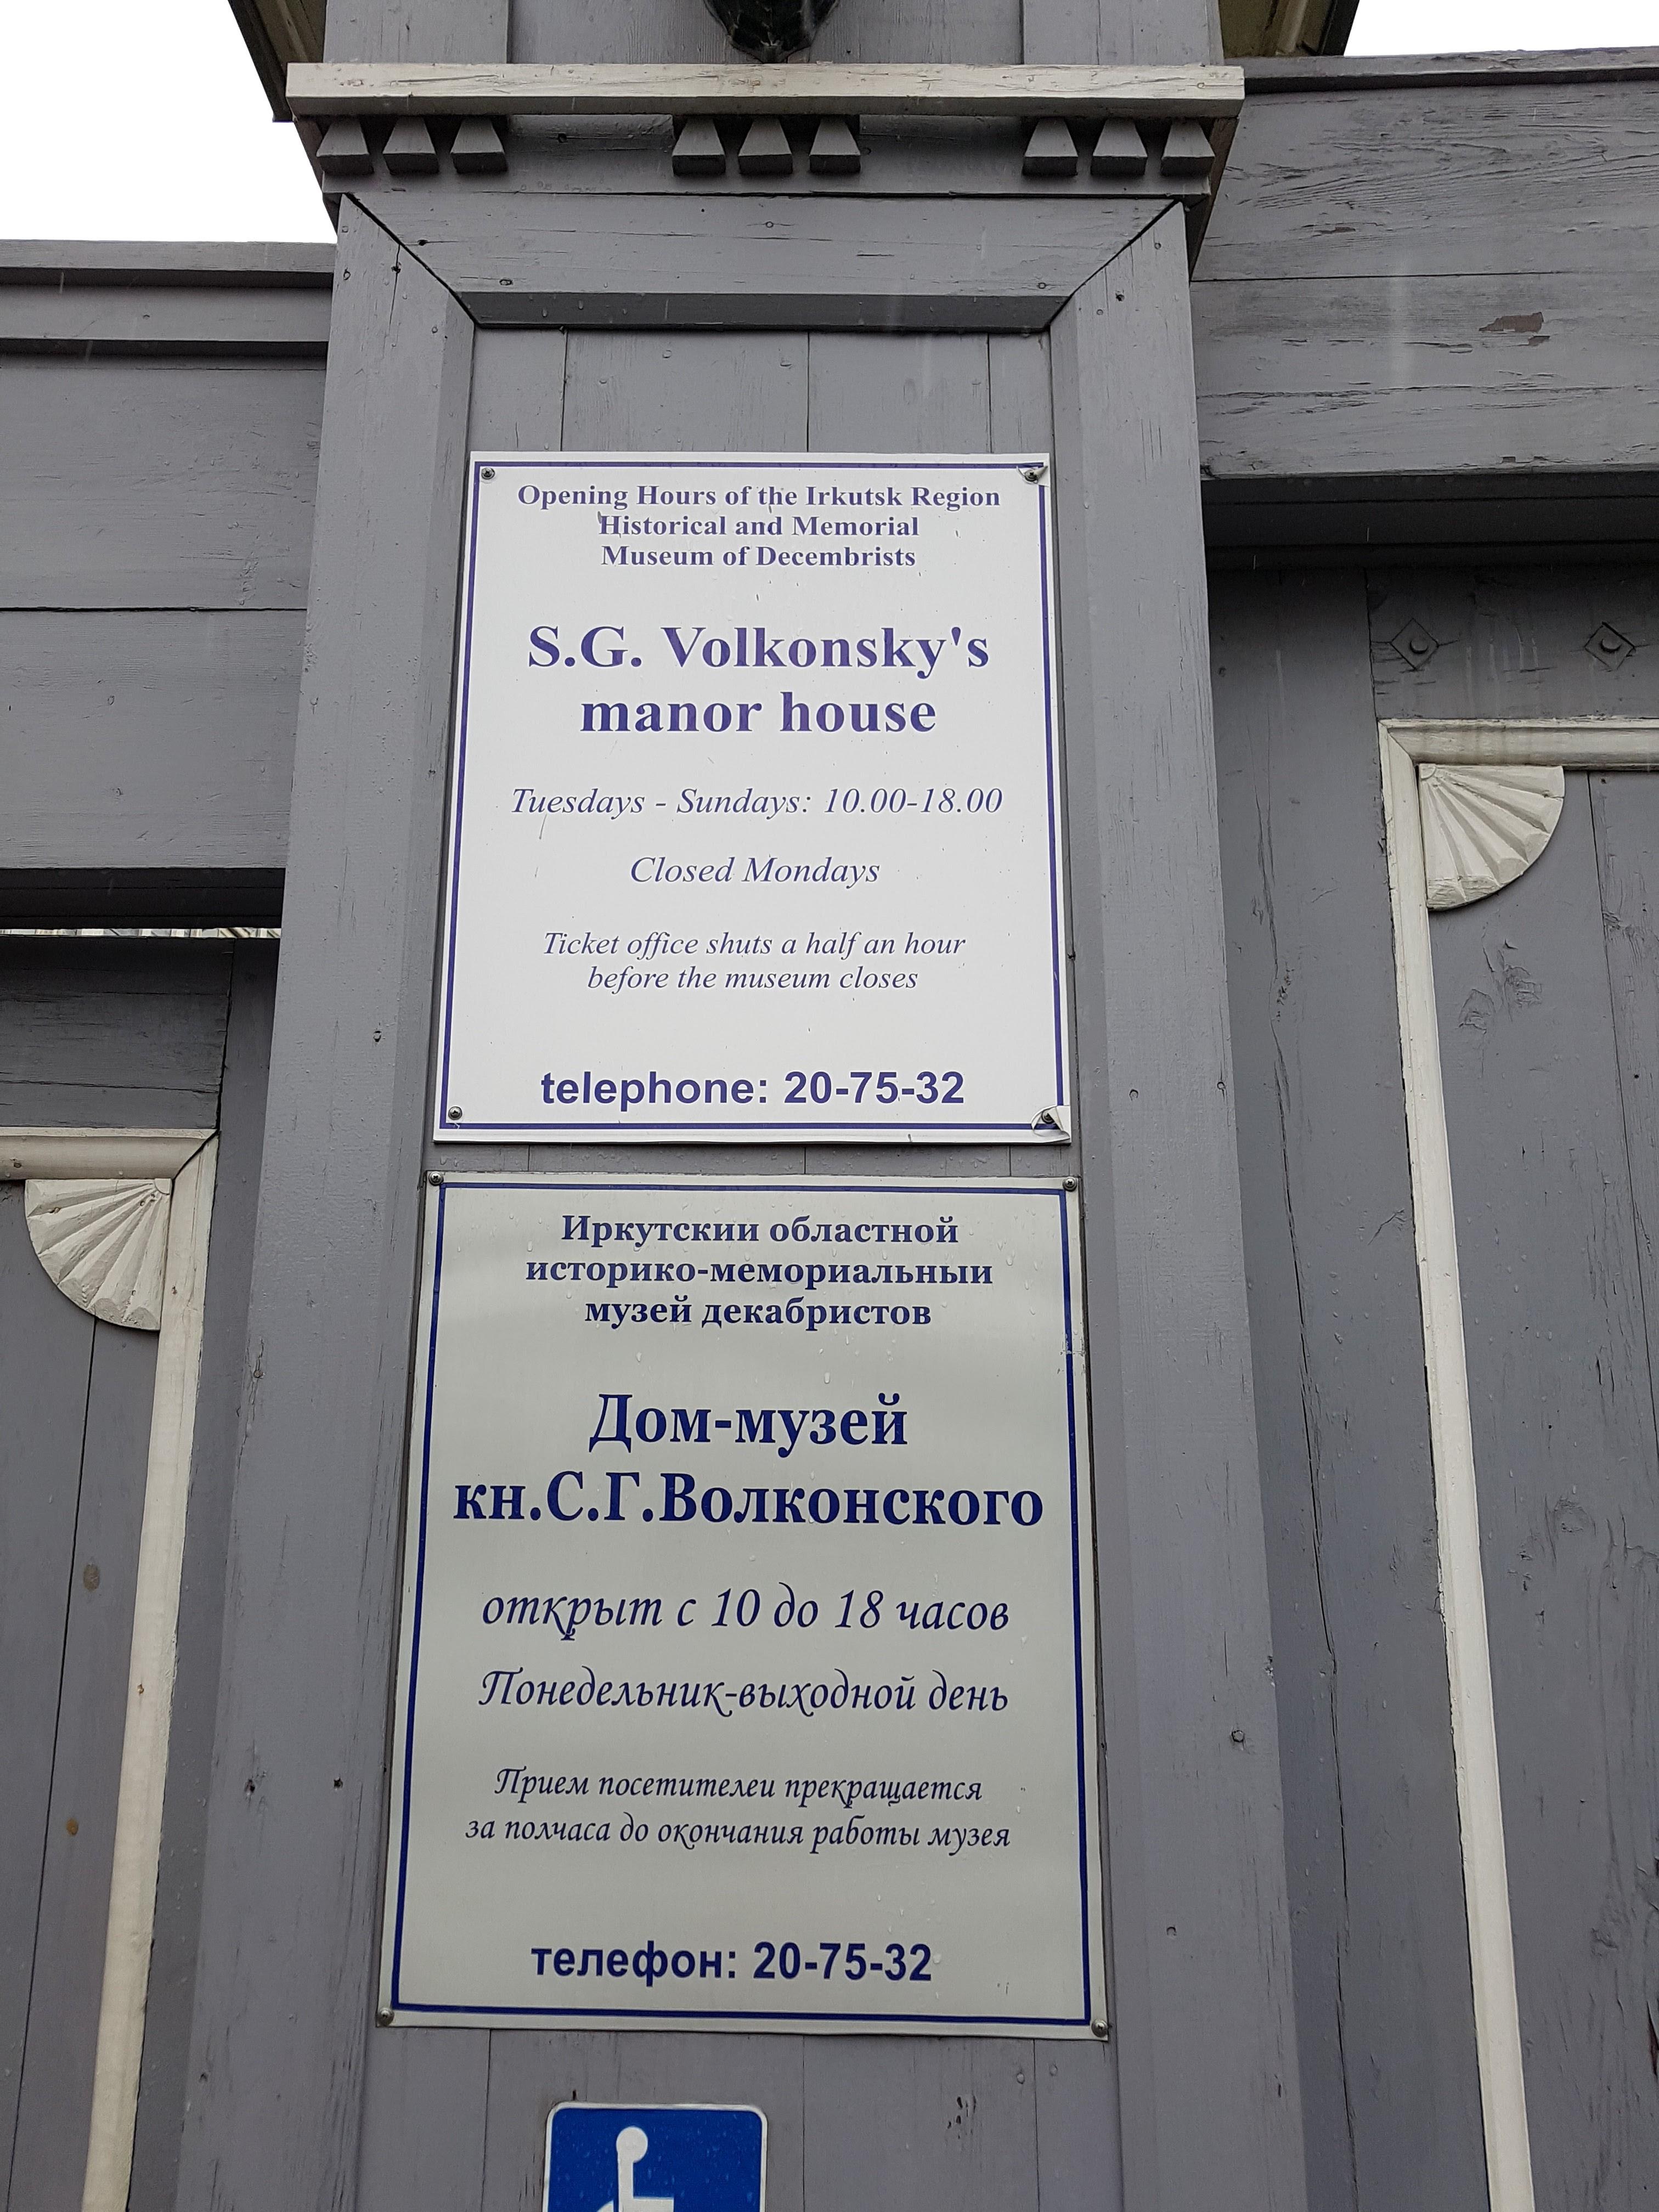 Opening Hours of the Irkutsk Region
Historical and Memorial
Museum of Decembrists
S.G. Volkonsky's
manor house
Tuesdays - Sundays: 10.00-18.00
Closed Mondays
Ticket office shuts a half an hour
before the museum closes
telephone: 20-75-32
Иркутскии областной
историко-мемориальныи
музей декабристов
Дом-музей
кн.С.Г.Волконского
открыт с 10 до 18 часов
Понедельник-выходной день
Прием посетителеи прекращается
за полчаса до окончания работы музея
телефон: 20-75-32